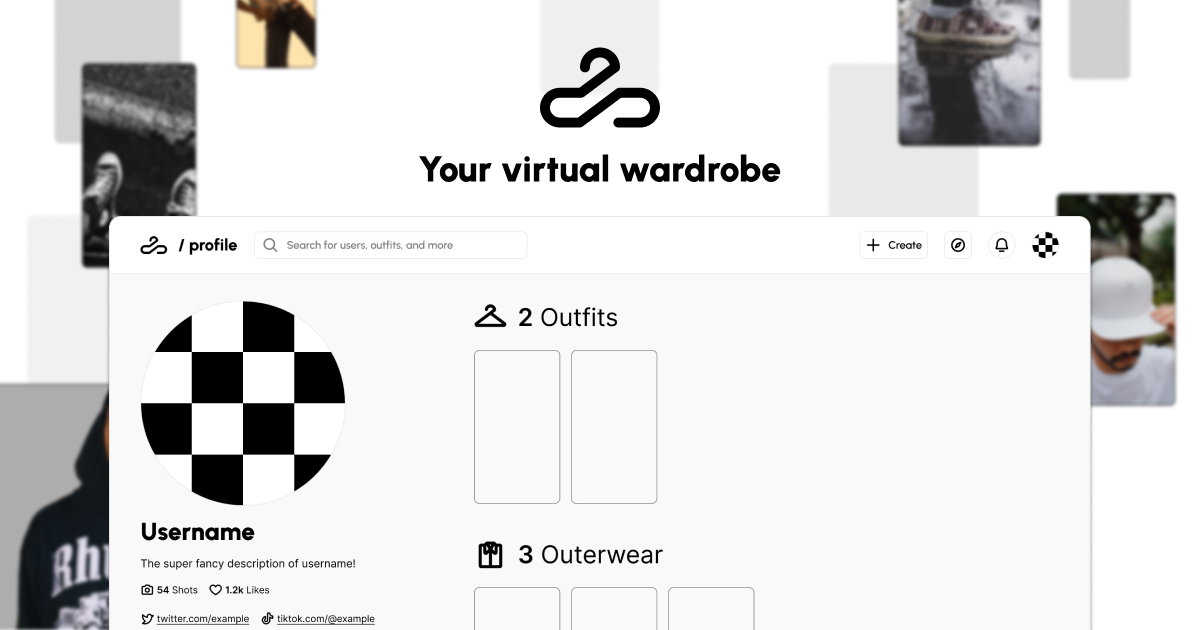 Your virtual wardrobe
/ profile
Search for users, outfits, and more
Create
2 Outfits
3 Outerwear
Username
The super fancy description of username!
54 Shots 1.2k Likes
twitter.com/example tiktok.com/@example
Rhu